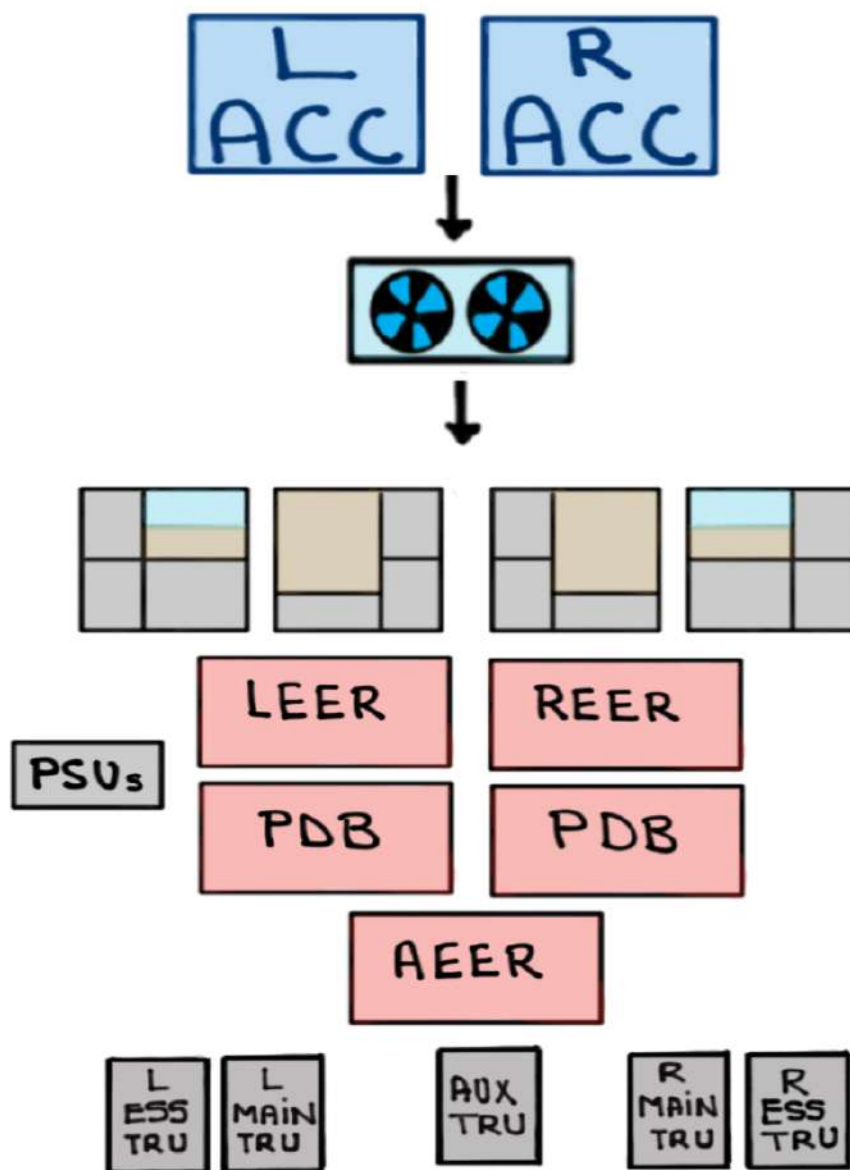 L
ACC
R
ACC
LEER
REER
PSUs
PDB
PDB
AEER
L
ESS
TRU
L
MAIN
TRU
AUX
TRU
R
MAIN
TRU
R
ESS
TRU